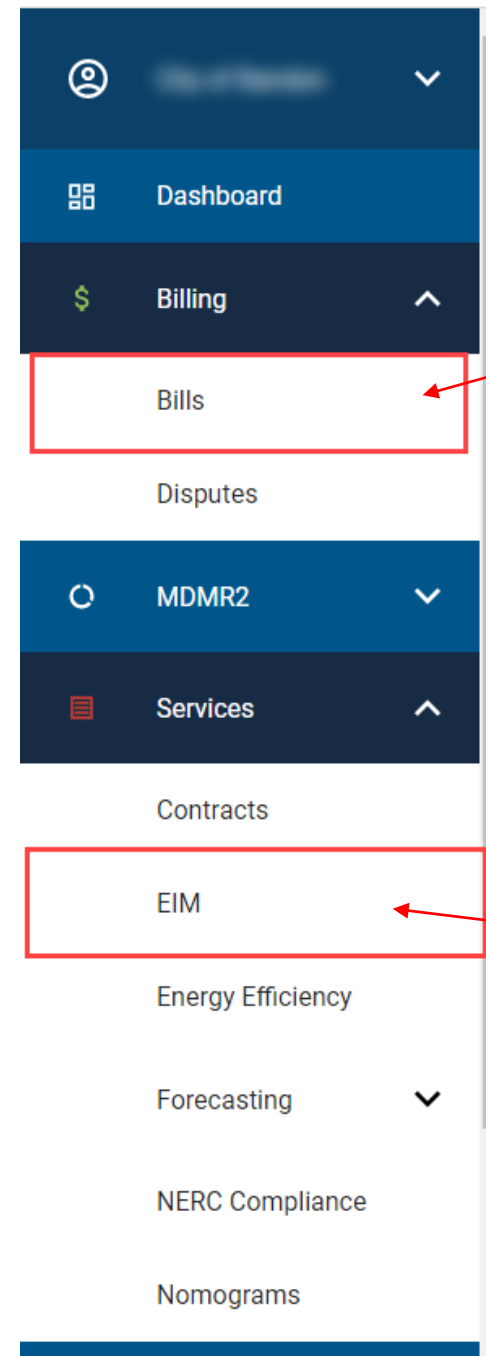 Dashboard
$ Billing
Bills
Disputes
MDMR2
Services
Contracts
EIM
Energy Efficiency
Forecasting
NERC Compliance
Nomograms